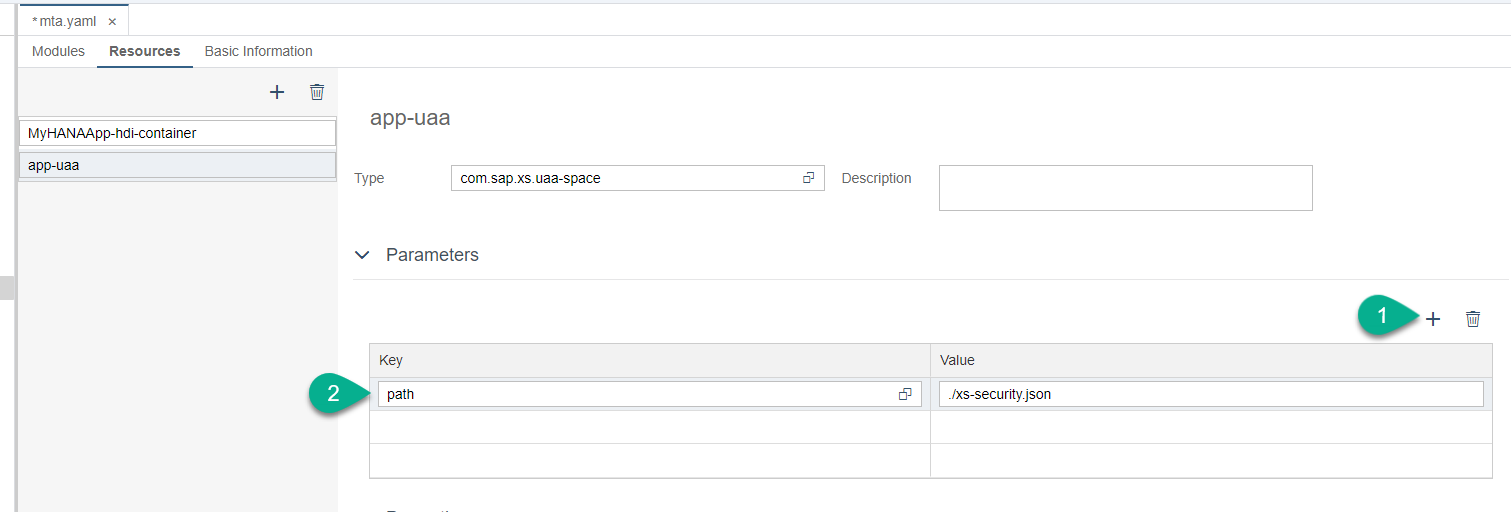 * mta.yaml ×
Modules Resources Basic Information
MyHANAApp-hdi-container
app-uaa
app-uaa
Type com.sap.xs.uaa-space Description
Parameters
1
Key Value
2 path ./xs-security.json